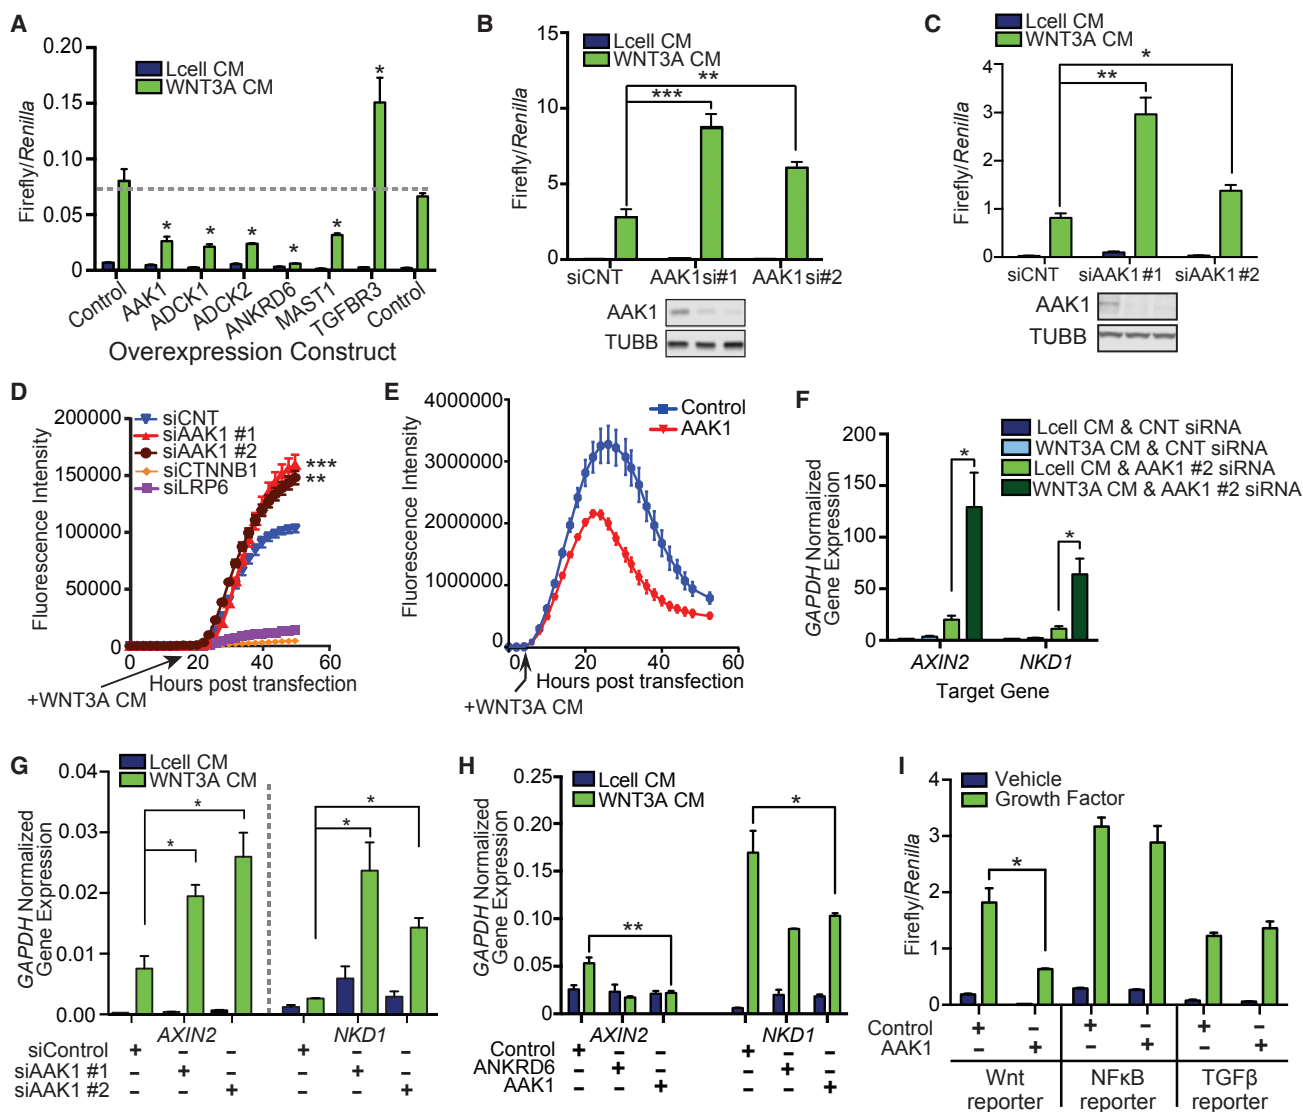 A
Lcell CM
WNT3A CM
Firefly/Renilla
0.20
0.15
0.10
0.05
0
*
*
*
*
*
*
Control
AAK1
ADCK1
ADCK2
ANKRD6
MAST1
TGFBR3
Control
Overexpression Construct
B
Lcell CM
WNT3A CM
Firefly/Renilla
15
10
5
0
**
***
siCNT
AAK1si#1
AAK1si#2
AAK1
TUBB
C
Lcell CM
WNT3A CM
Firefly/Renilla
4
3
2
1
0
*
**
siCNT
siAAK1 #1
siAAK1 #2
AAK1
TUBB
D
Fluorescence Intensity
200000
150000
100000
50000
0
siCNT
siAAK1 #1
siAAK1 #2
siCTNNB1
siLRP6
***
**
0 20 40 60
Hours post transfection
+WNT3A CM
E
Fluorescence Intensity
4000000
3000000
2000000
1000000
0
Control
AAK1
0 20 40 60
Hours post transfection
+WNT3A CM
F
Lcell CM & CNT siRNA
WNT3A CM & CNT siRNA
Lcell CM & AAK1 #2 siRNA
WNT3A CM & AAK1 #2 siRNA
GAPDH Normalized
Gene Expression
200
150
100
50
0
*
*
AXIN2 NKD1
Target Gene
G
Lcell CM
WNT3A CM
GAPDH Normalized
Gene Expression
0.04
0.03
0.02
0.01
0.00
*
*
*
*
AXIN2 NKD1
siControl + – – + – –
siAAK1 #1 – + – – + –
siAAK1 #2 – – + – – +
H
Lcell CM
WNT3A CM
GAPDH Normalized
Gene Expression
0.25
0.20
0.15
0.10
0.05
0.00
**
*
AXIN2 NKD1
Control + – – + – –
ANKRD6 – + – – + –
AAK1 – – + – – +
I
Vehicle
Growth Factor
Firefly/Renilla
4
3
2
1
0
*
Control + – + – + –
AAK1 – + – + – +
Wnt
reporter
NFκB
reporter
TGFβ
reporter